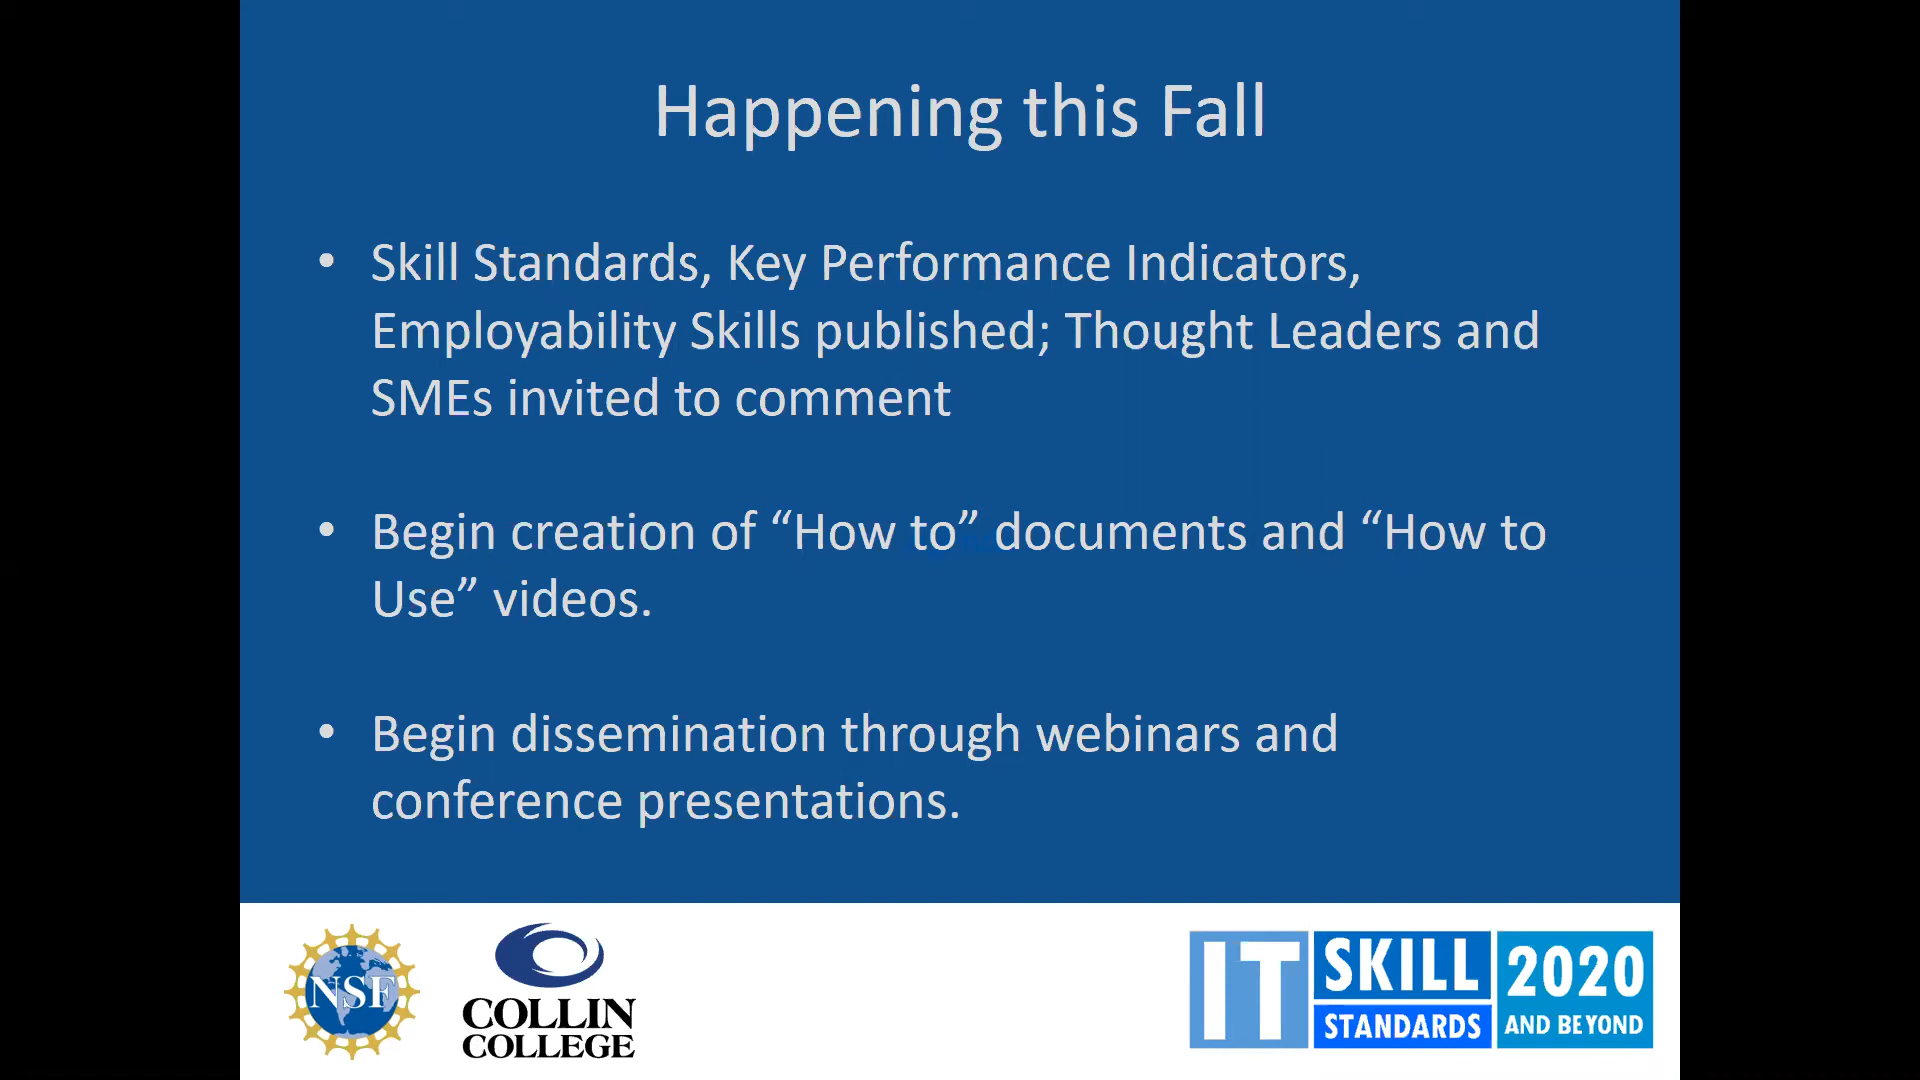 Happening this Fall
• Skill Standards, Key Performance Indicators,
Employability Skills published; Thought Leaders and
SMEs invited to comment
• Begin creation of “How to” documents and “How to
Use” videos.
• Begin dissemination through webinars and
conference presentations.
NSF
COLLIN
COLLEGE
IT SKILL
STANDARDS
2020
AND BEYOND